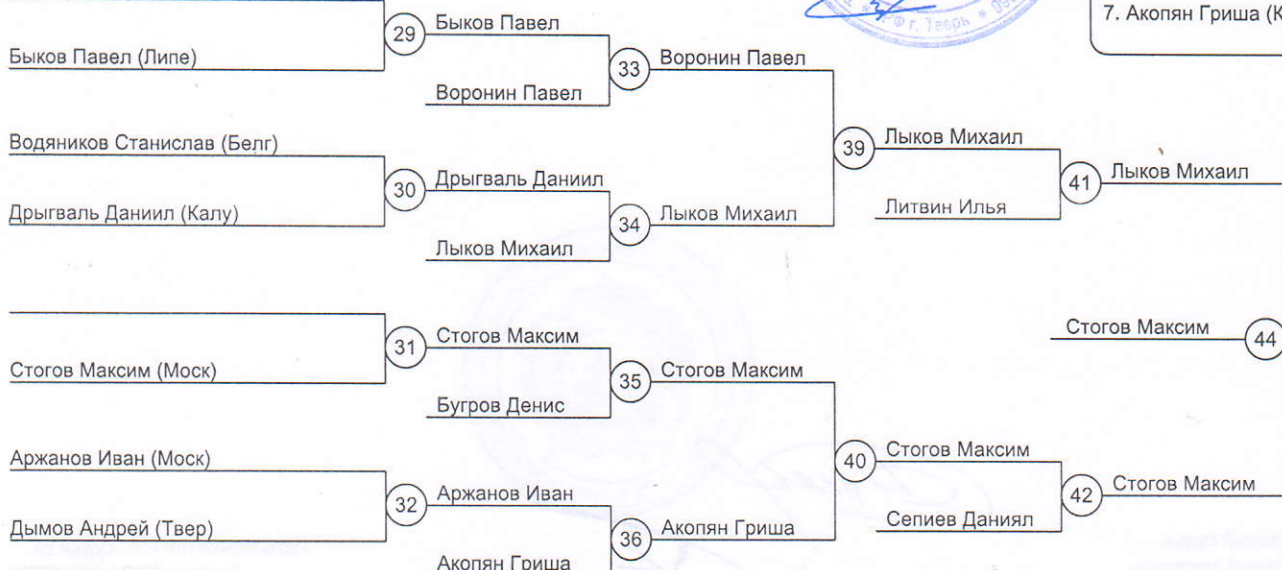 Быков Павел
7. Акопян Гриша (К
29
Быков Павел (Липе)
Воронин Павел
33
Воронин Павел
Водяников Станислав (Белг)
Лыков Михаил
39
Лыков Михаил
Дрыгваль Даниил
30
41
Дрыгваль Даниил (Калу)
Лыков Михаил
Литвин Илья
34
Лыков Михаил
Стогов Максим
Стогов Максим
31
44
Стогов Максим (Моск)
Стогов Максим
35
Бугров Денис
Аржанов Иван (Моск)
Стогов Максим
40
Стогов Максим
Аржанов Иван
42
32
Дымов Андрей (Твер)
Акопян Гриша
Сепиев Даниял
36
Акопян Гриша
г. Тверь